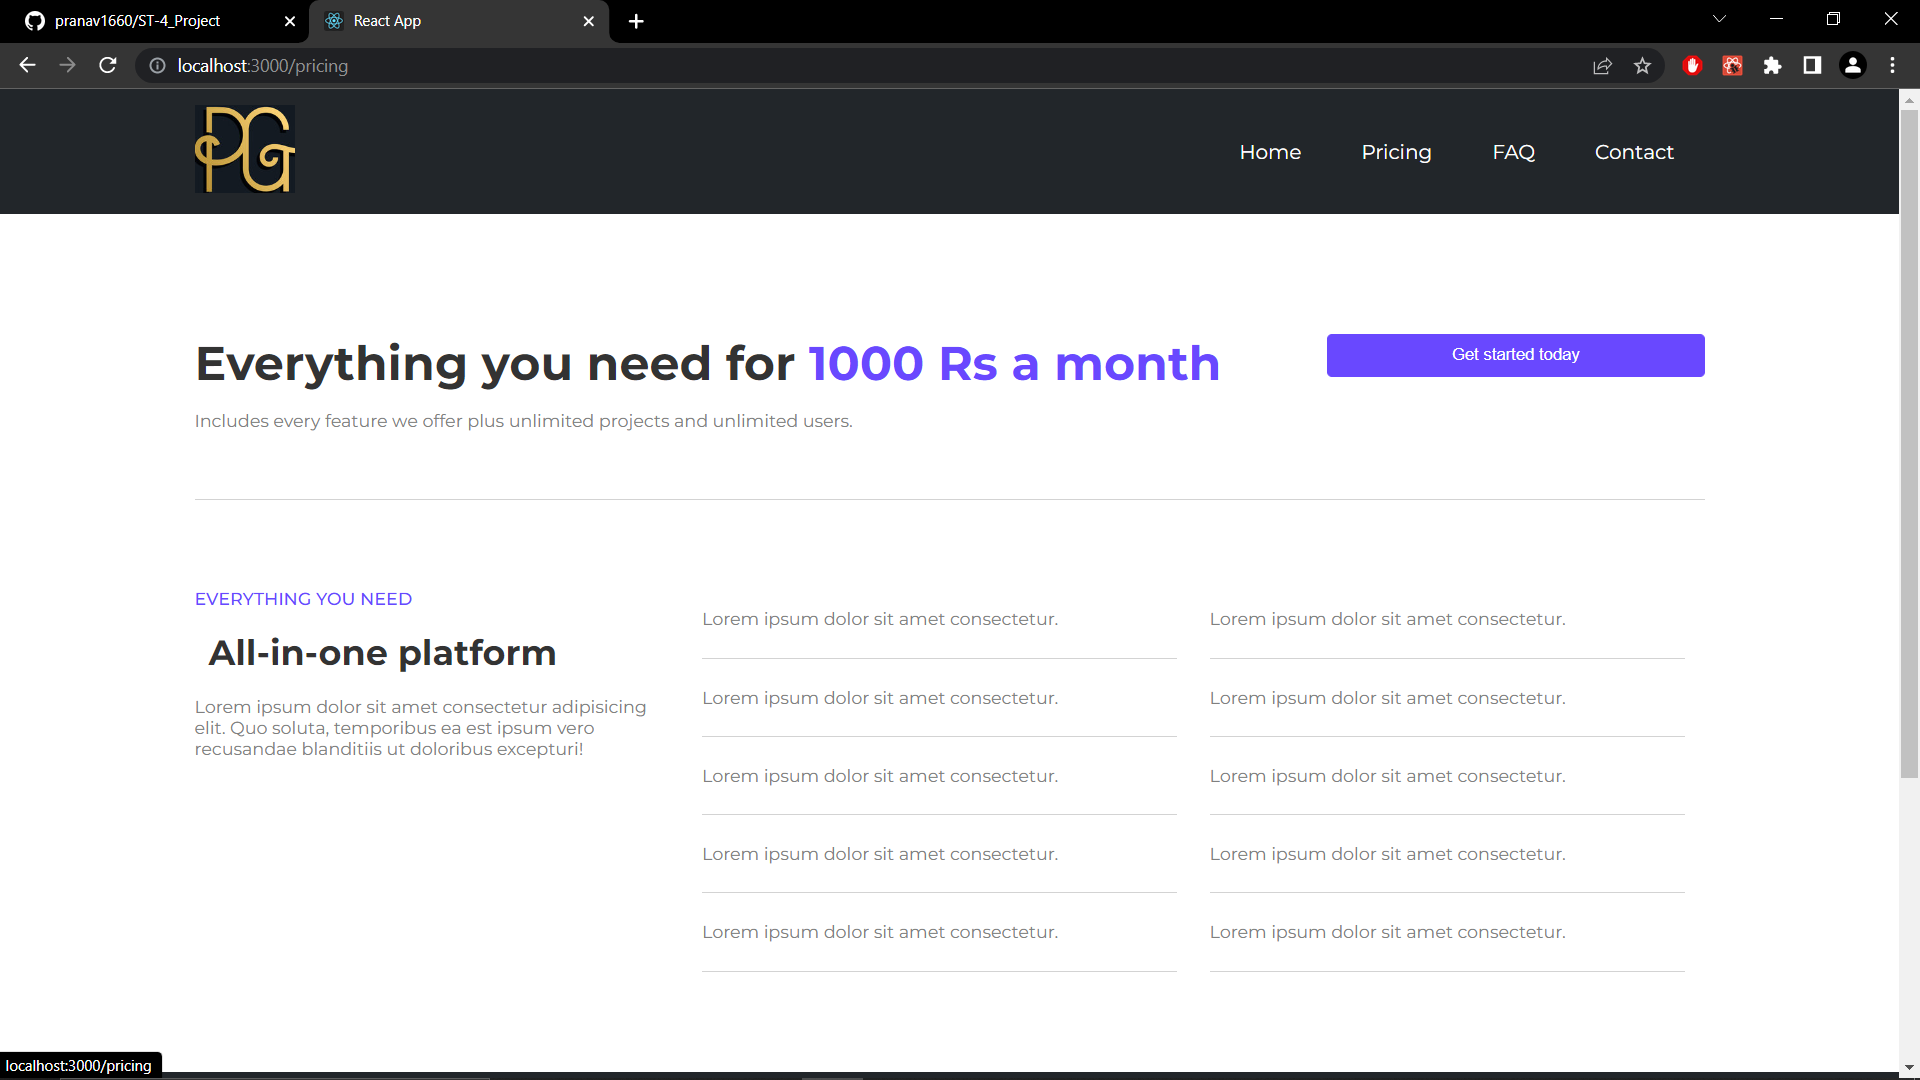 pranav1660/ST-4_Project
React App
localhost:3000/pricing
PG
Home Pricing FAQ Contact
Everything you need for 1000 Rs a month
Get started today
Includes every feature we offer plus unlimited projects and unlimited users.
EVERYTHING YOU NEED
All-in-one platform
Lorem ipsum dolor sit amet consectetur adipisicing
elit. Quo soluta, temporibus ea est ipsum vero
recusandae blanditiis ut doloribus excepturi!
Lorem ipsum dolor sit amet consectetur.
Lorem ipsum dolor sit amet consectetur.
Lorem ipsum dolor sit amet consectetur.
Lorem ipsum dolor sit amet consectetur.
Lorem ipsum dolor sit amet consectetur.
Lorem ipsum dolor sit amet consectetur.
Lorem ipsum dolor sit amet consectetur.
Lorem ipsum dolor sit amet consectetur.
Lorem ipsum dolor sit amet consectetur.
Lorem ipsum dolor sit amet consectetur.
localhost:3000/pricing